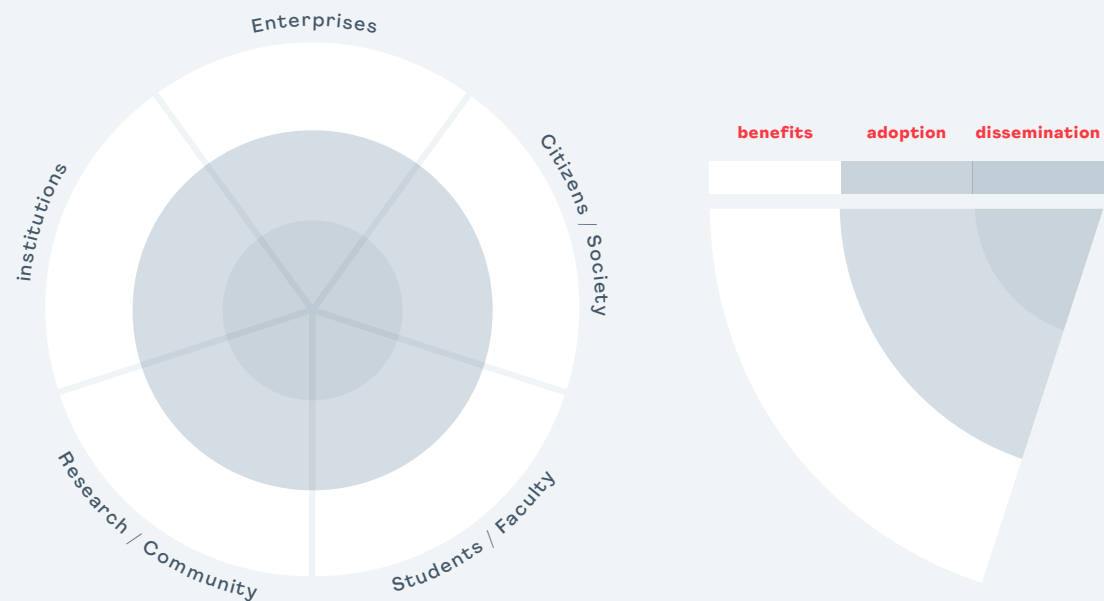 Enterprises
Citizens / Society
institutions
Research / Community
Students / Faculty
benefits
adoption
dissemination